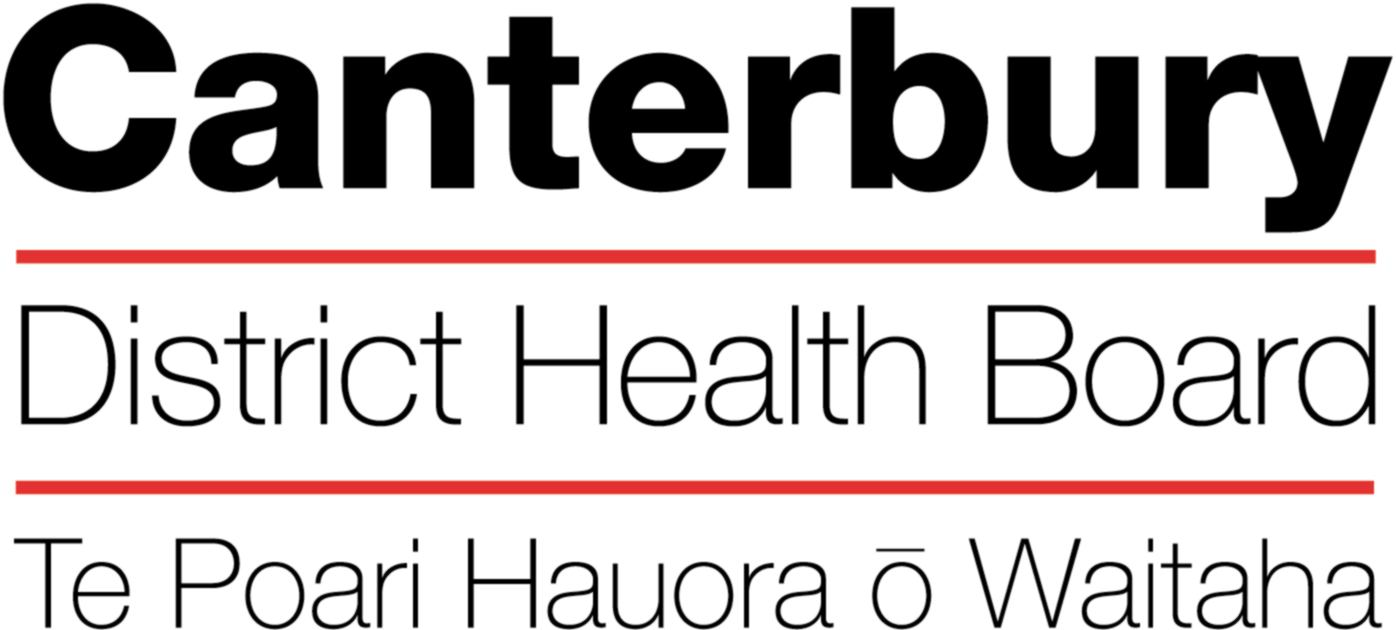 Canterbury
District Health Board
Te Poari Hauora ō Waitaha